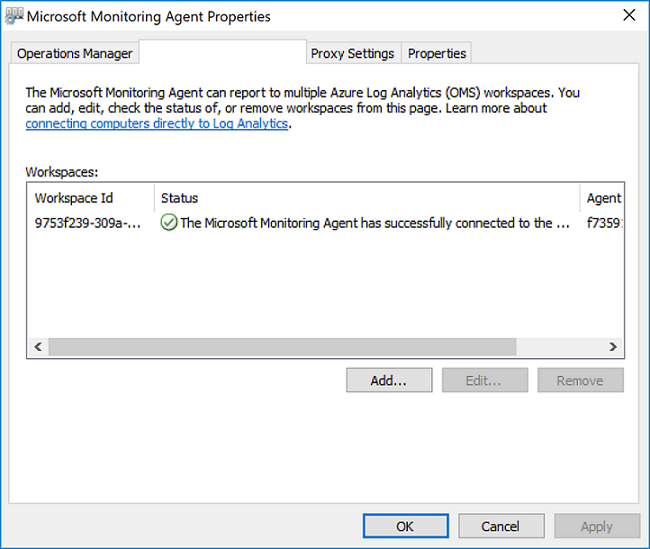 Microsoft Monitoring Agent Properties
Operations Manager
Proxy Settings
Properties
The Microsoft Monitoring Agent can report to multiple Azure Log Analytics (OMS) workspaces. You
can add, edit, check the status of, or remove workspaces from this page. Learn more about
connecting computers directly to Log Analytics.
Workspaces:
Workspace Id Status Agent
9753f239-309a-... The Microsoft Monitoring Agent has successfully connected to the ... f7359
Add... Edit... Remove
OK Cancel Apply